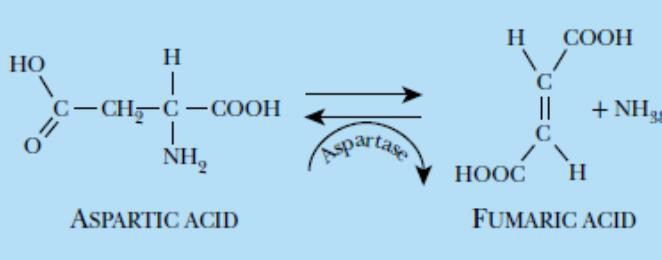 H
HO
C—CH₂—C—COOH
O
NH₂
Aspartase
H COOH
C
C
HOOC H
+ NH₃
ASPARTIC ACID
FUMARIC ACID